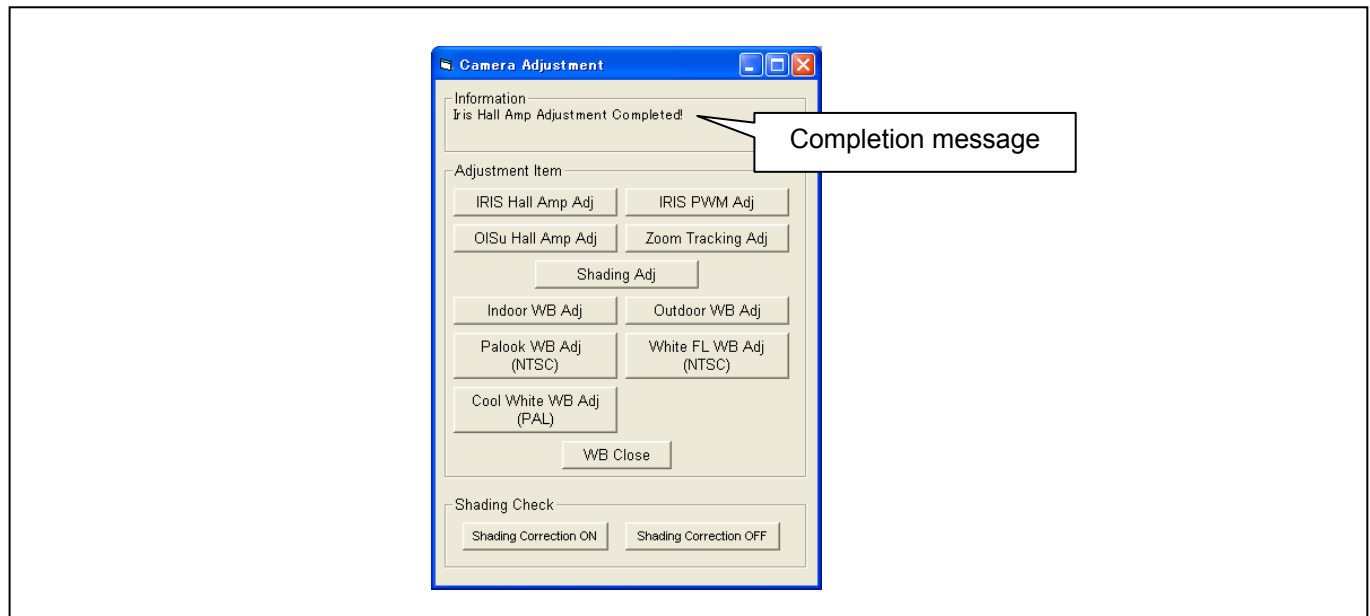 Camera Adjustment
Information
Iris Hall Amp Adjustment Completed!
Completion message
Adjustment Item
IRIS Hall Amp Adj
IRIS PWM Adj
OISu Hall Amp Adj
Zoom Tracking Adj
Shading Adj
Indoor WB Adj
Outdoor WB Adj
Palook WB Adj
(NTSC)
White FL WB Adj
(NTSC)
Cool White WB Adj
(PAL)
WB Close
Shading Check
Shading Correction ON
Shading Correction OFF